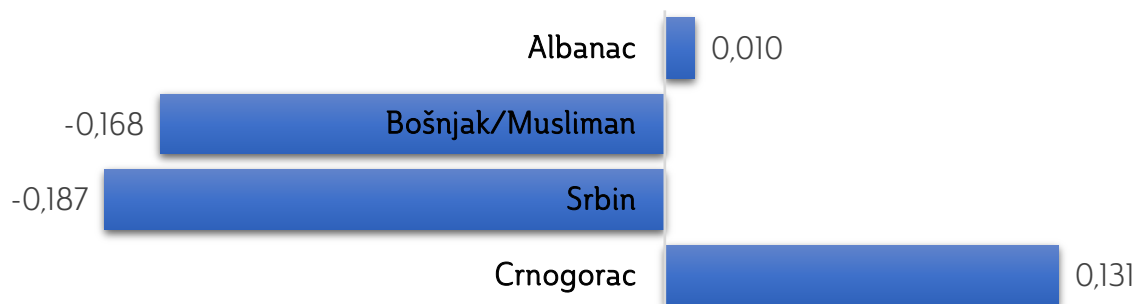 Albanac 0,010
-0,168 Bošnjak/Musliman
-0,187 Srbin
Crnogorac 0,131